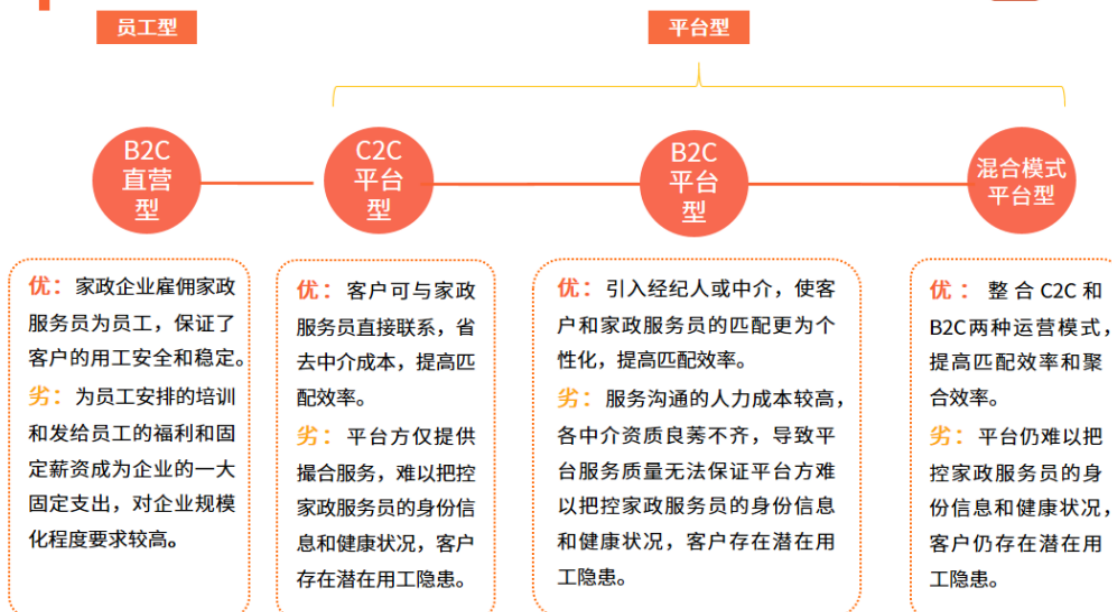 员工型
平台型
B2C
直营
型
C2C
平台
型
B2C
平台
型
混合模式
平台型
优：家政企业雇佣家政
服务员为员工，保证了
客户的用工安全和稳定。
劣：为员工安排的培训
和发给员工的福利和固
定薪资成为企业的一大
固定支出，对企业规模
化程度要求较高。
优：客户可与家政
服务员直接联系，省
去中介成本，提高匹
配效率。
劣：平台方仅提供
撮合服务，难以把控
家政服务员的身份信
息和健康状况，客户
存在潜在用工隐患。
优：引入经纪人或中介，使客
户和家政服务员的匹配更为个
性化，提高匹配效率。
劣：服务沟通的人力成本较高，
各中介资质良莠不齐，导致平
台服务质量无法保证平台方难
以把控家政服务员的身份信息
和健康状况，客户存在潜在用
工隐患。
优：整合C2C和
B2C两种运营模式，
提高匹配效率和聚
合效率。
劣：平台仍难以把
控家政服务员的身
份信息和健康状况，
客户仍存在潜在用
工隐患。